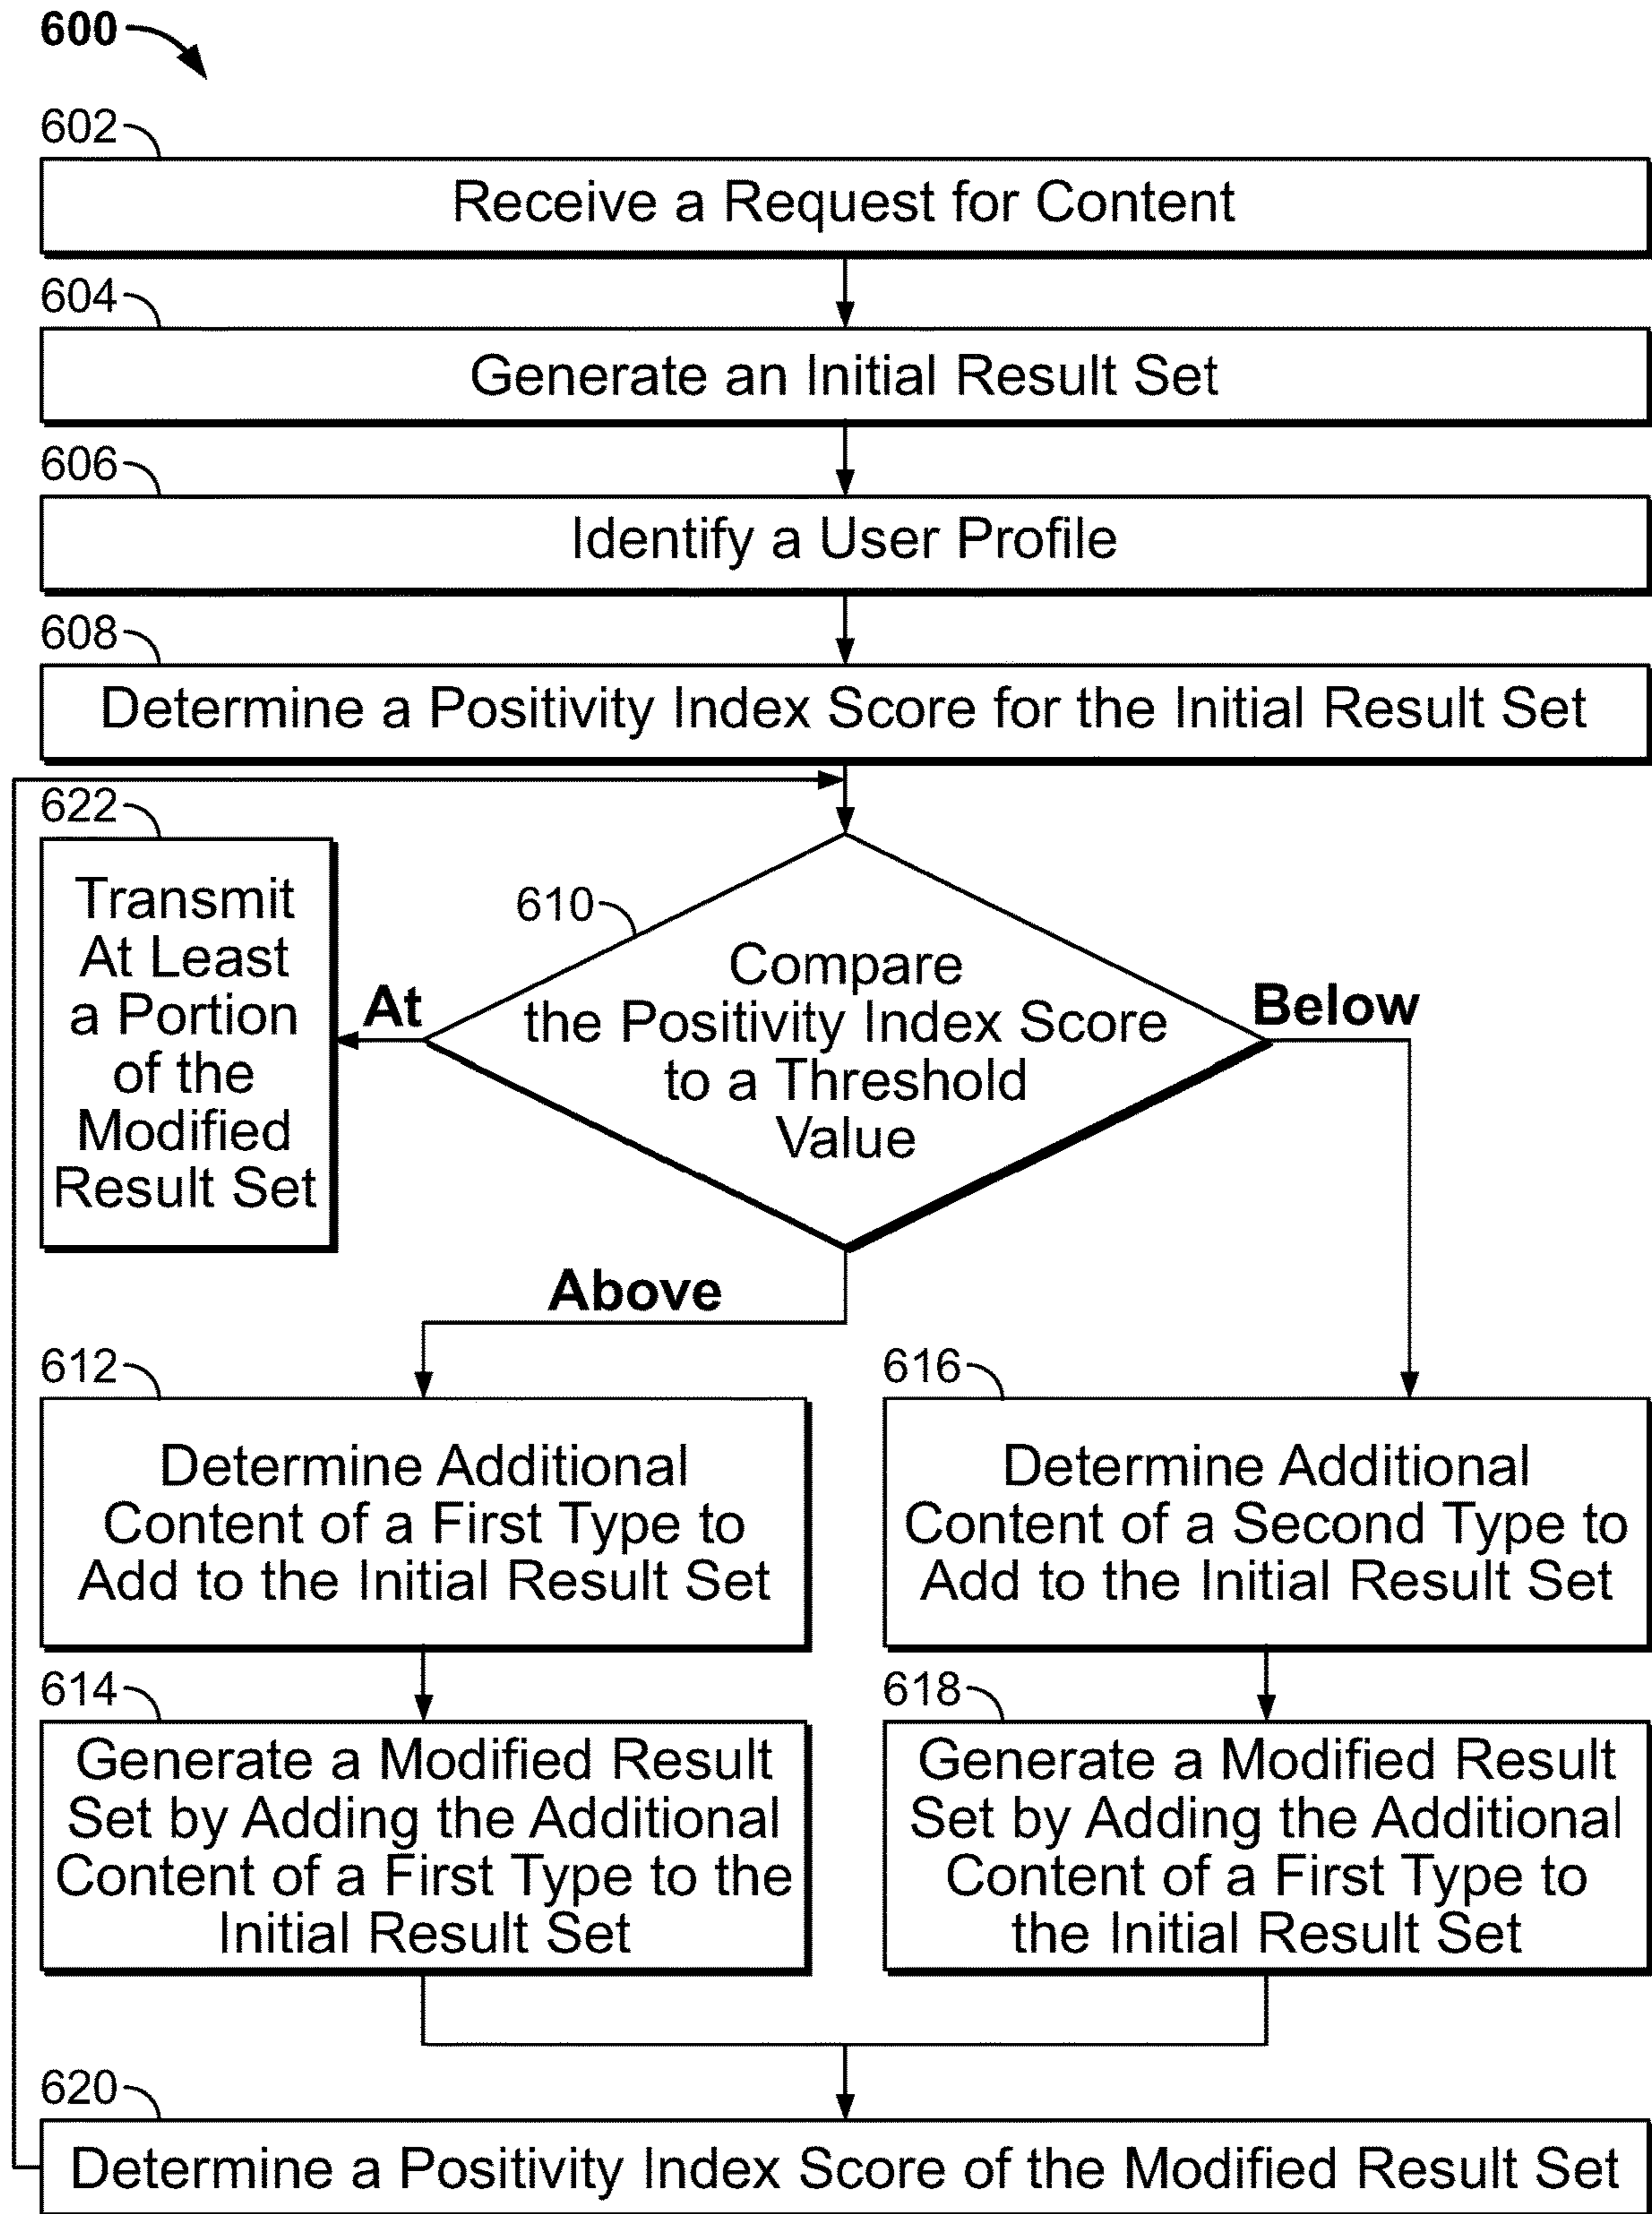 600
602
Receive a Request for Content
604
Generate an Initial Result Set
606
Identify a User Profile
608
Determine a Positivity Index Score for the Initial Result Set
622
Transmit
At Least
a Portion
of the
Modified
Result Set
610
Compare
the Positivity Index Score
to a Threshold
Value
At
Below
Above
612
Determine Additional
Content of a First Type to
Add to the Initial Result Set
616
Determine Additional
Content of a Second Type to
Add to the Initial Result Set
614
Generate a Modified Result
Set by Adding the Additional
Content of a First Type to the
Initial Result Set
618
Generate a Modified Result
Set by Adding the Additional
Content of a First Type to
the Initial Result Set
620
Determine a Positivity Index Score of the Modified Result Set